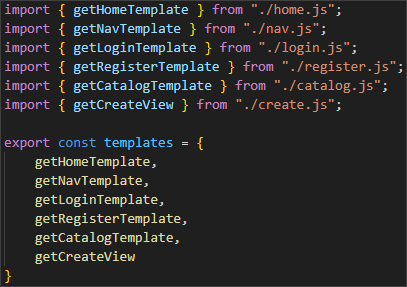 import { getHomeTemplate } from "./home.js";
import { getNavTemplate } from "./nav.js";
import { getLoginTemplate } from "./login.js";
import { getRegisterTemplate } from "./register.js";
import { getCatalogTemplate } from "./catalog.js";
import { getCreateView } from "./create.js";

export const templates = {
    getHomeTemplate,
    getNavTemplate,
    getLoginTemplate,
    getRegisterTemplate,
    getCatalogTemplate,
    getCreateView
}